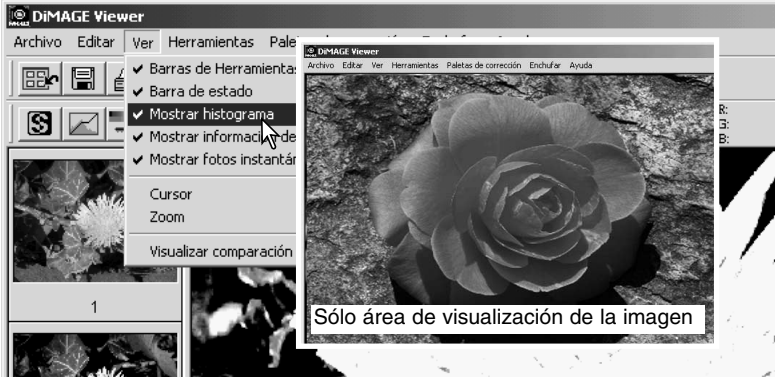 DiMAGE Viewer
Archivo Editar Ver Herramientas
Barras de Herramientas
Barra de estado
Mostrar histograma
Mostrar
Mostrar fotos
Cursor
Zoom
Visualizar comparación
1
DiMAGE Viewer
Archivo Editar Ver Herramientas Paletas de corrección Enchufar Ayuda
R:
G:
B:
Sólo área de visualización de la imagen